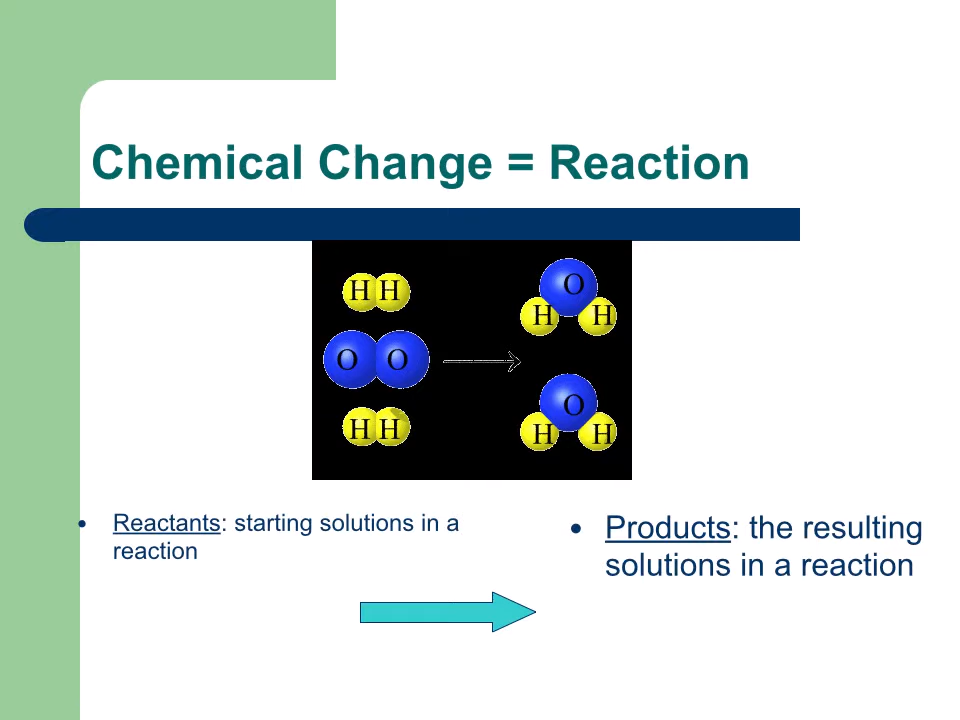 Chemical Change = Reaction
H H
O
H H
O O
H H
O
H H
• Reactants: starting solutions in a
reaction
• Products: the resulting
solutions in a reaction